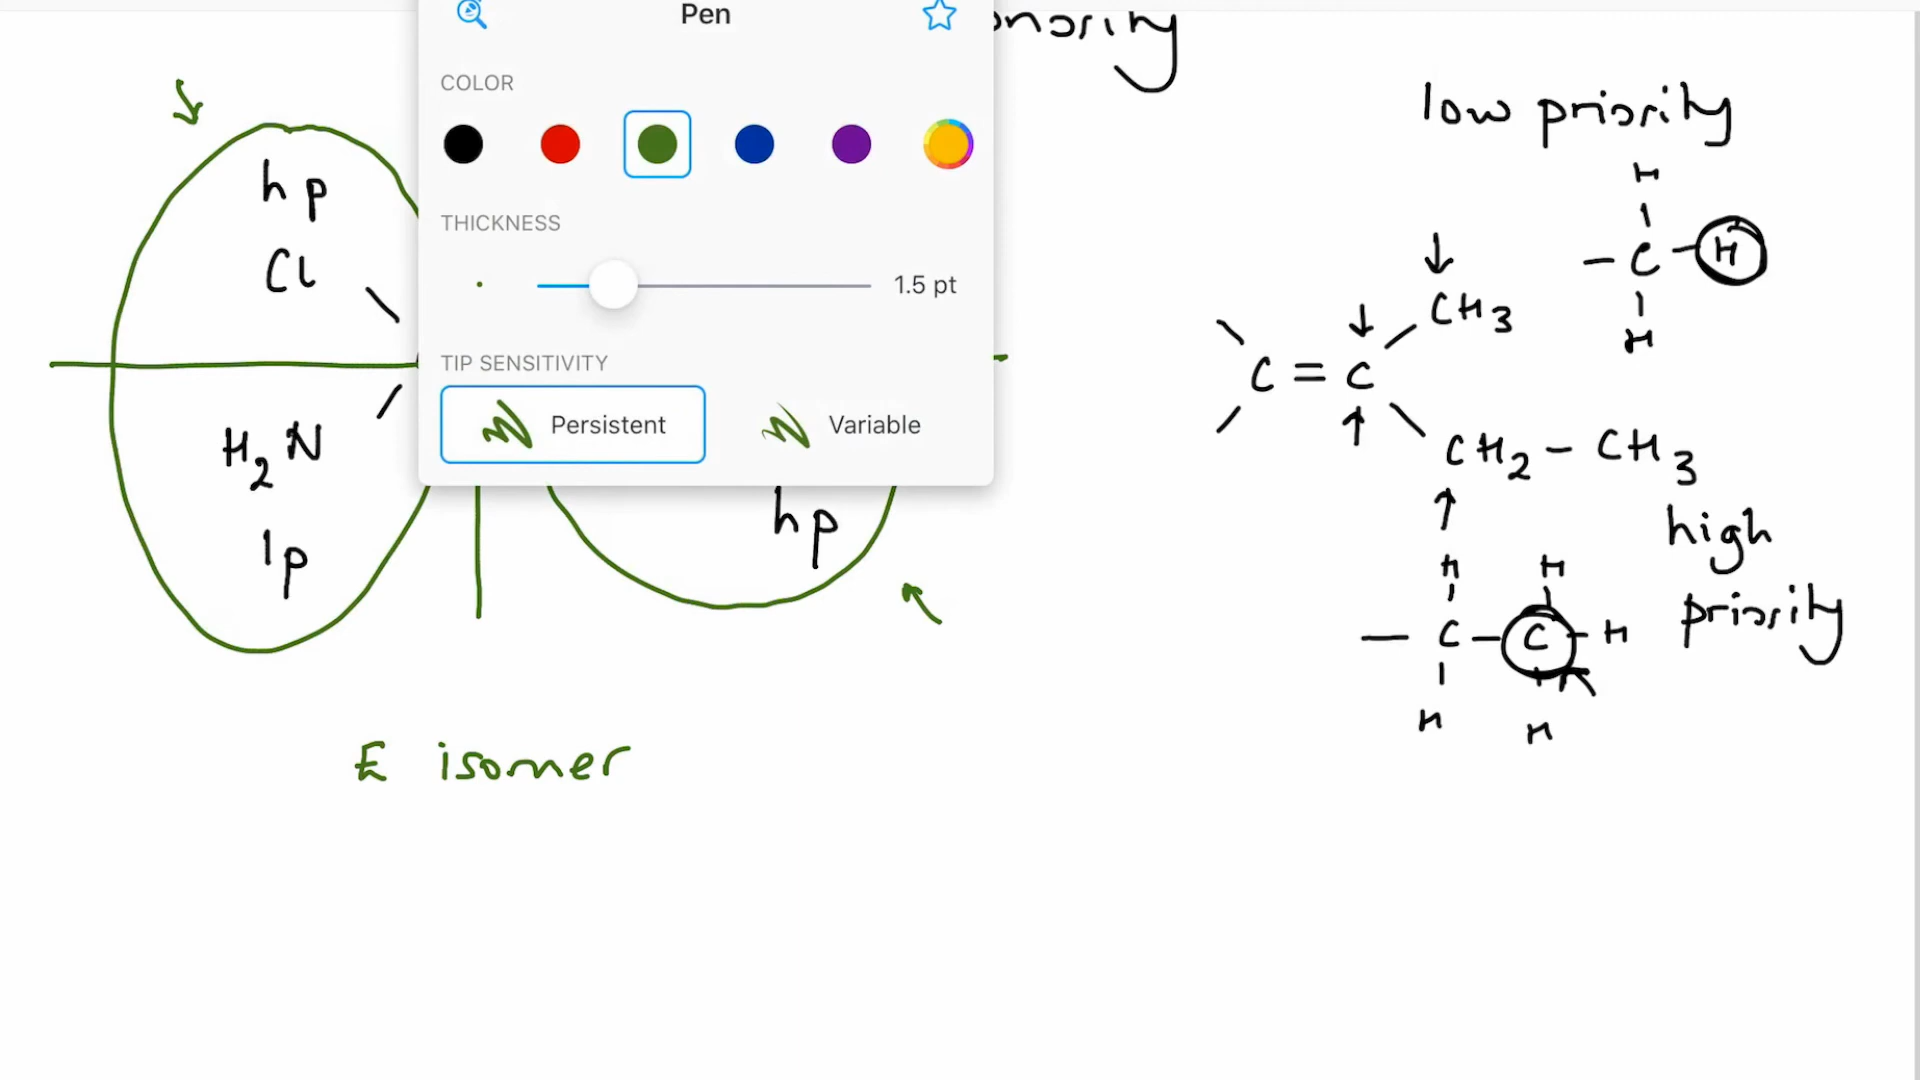 Pen
COLOR
THICKNESS
1.5 pt
TIP SENSITIVITY
Persistent
Variable
hp
Cl
H2N
lp
hp
E isomer
low priority
H
- C - H
H
CH3
C = C
CH2 - CH3
high
priority
H H
— C - C - H
H H